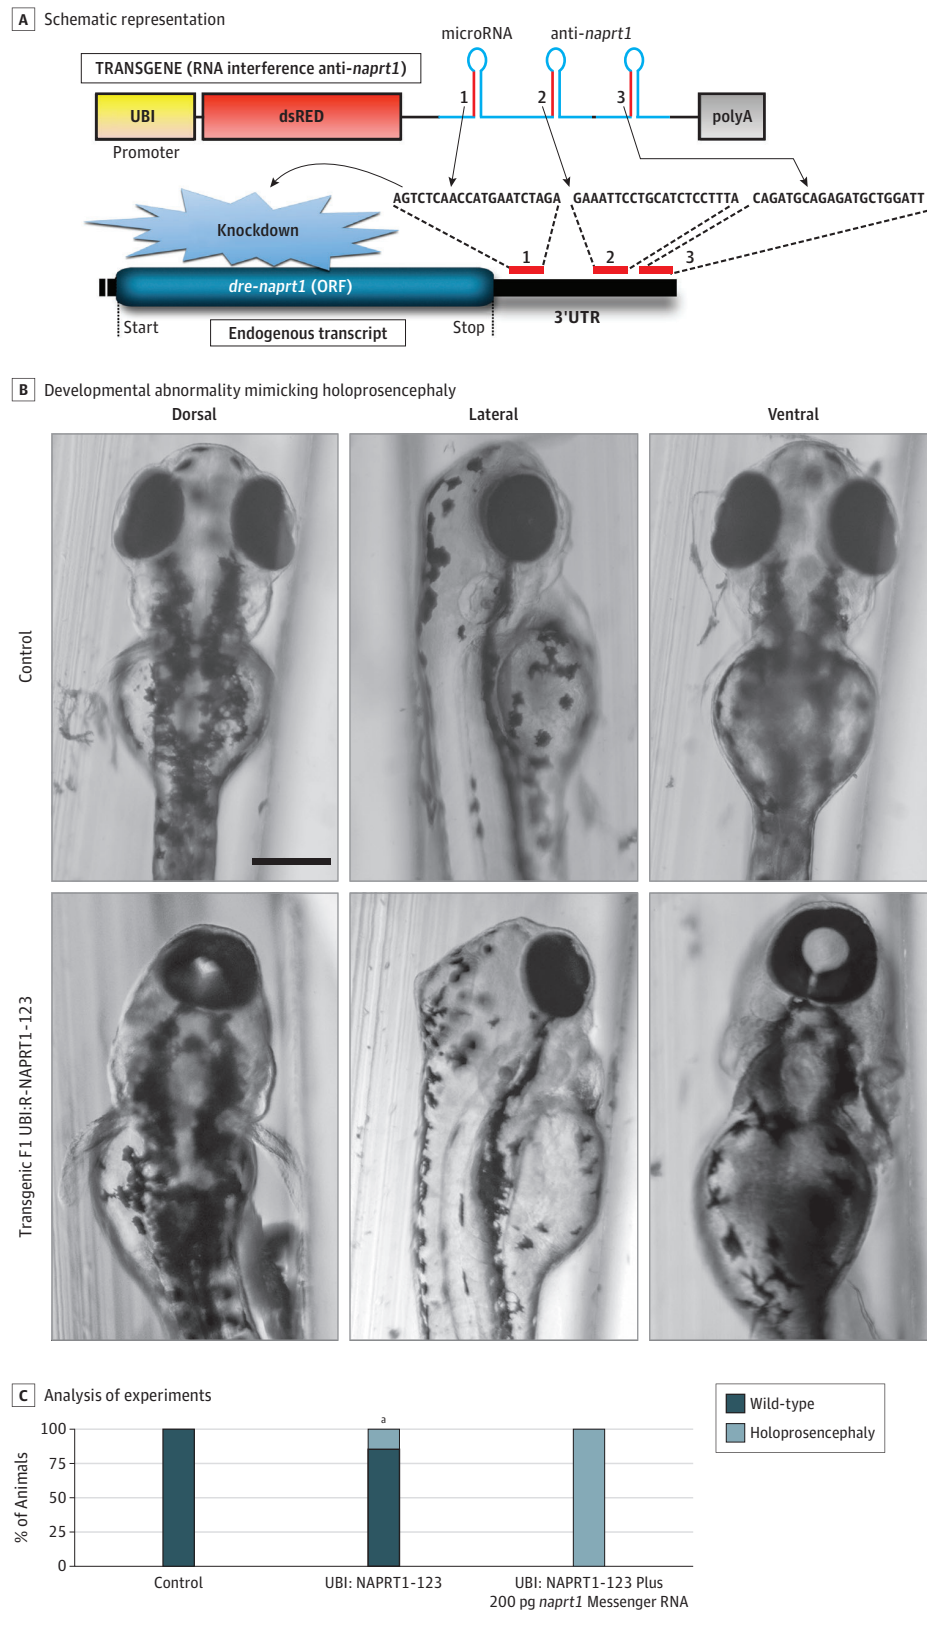 A Schematic representation
microRNA anti-naprt1
TRANSGENE (RNA interference anti-naprt1)
1 2 3
UBI dsRED polyA
Promoter
AGTCTCAACCATGAATCTAGA GAAATTCCTGCATCTCCTTTA CAGATGCAGAGATGCTGGATT
Knockdown
1 2 3
dre-naprt1 (ORF)
3'UTR
Start Stop
Endogenous transcript
B Developmental abnormality mimicking holoprosencephaly
Dorsal Lateral Ventral
Control
Transgenic F1 UBI:R-NAPRT1-123
C Analysis of experiments
Wild-type
Holoprosencephaly
a
100
75
50
25
0
% of Animals
Control
UBI: NAPRT1-123
UBI: NAPRT1-123 Plus
200 pg naprt1 Messenger RNA